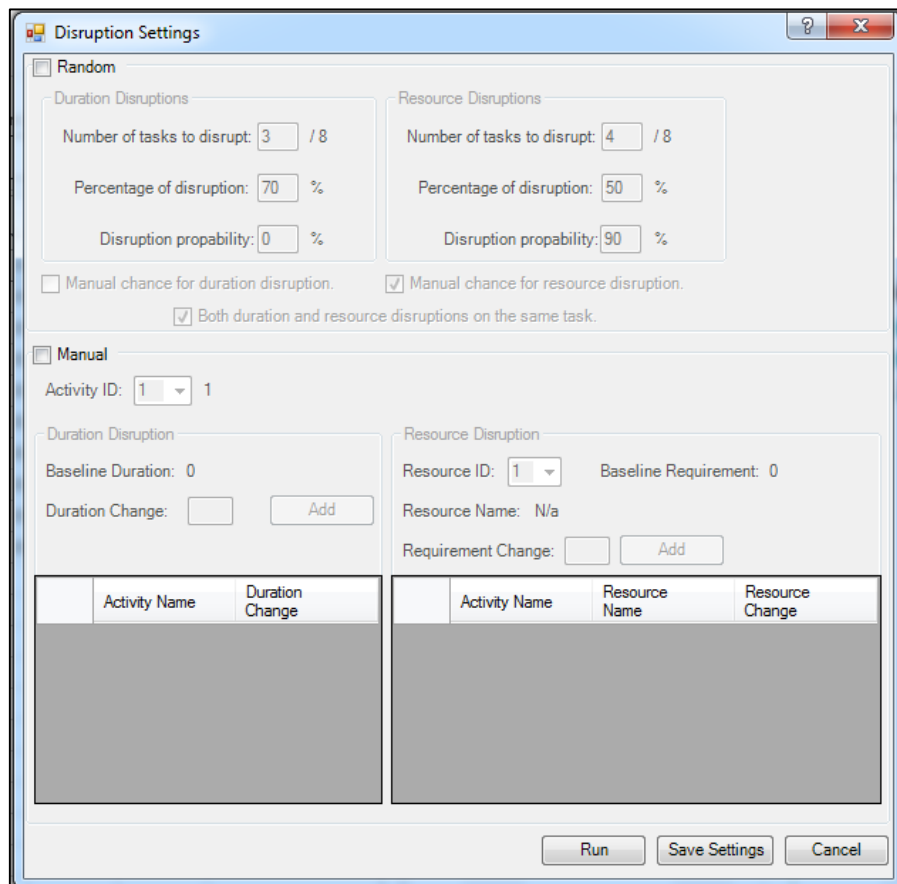 Disruption Settings
Random
Duration Disruptions
Number of tasks to disrupt: 3 / 8
Percentage of disruption: 70 %
Disruption propability: 0 %
Resource Disruptions
Number of tasks to disrupt: 4 / 8
Percentage of disruption: 50 %
Disruption propability: 90 %
Manual chance for duration disruption.
Manual chance for resource disruption.
Both duration and resource disruptions on the same task.
Manual
Activity ID: 1 1
Duration Disruption
Baseline Duration: 0
Duration Change: Add
Activity Name Duration Change
Resource Disruption
Resource ID: 1 Baseline Requirement: 0
Resource Name: N/a
Requirement Change: Add
Activity Name Resource Name Resource Change
Run Save Settings Cancel